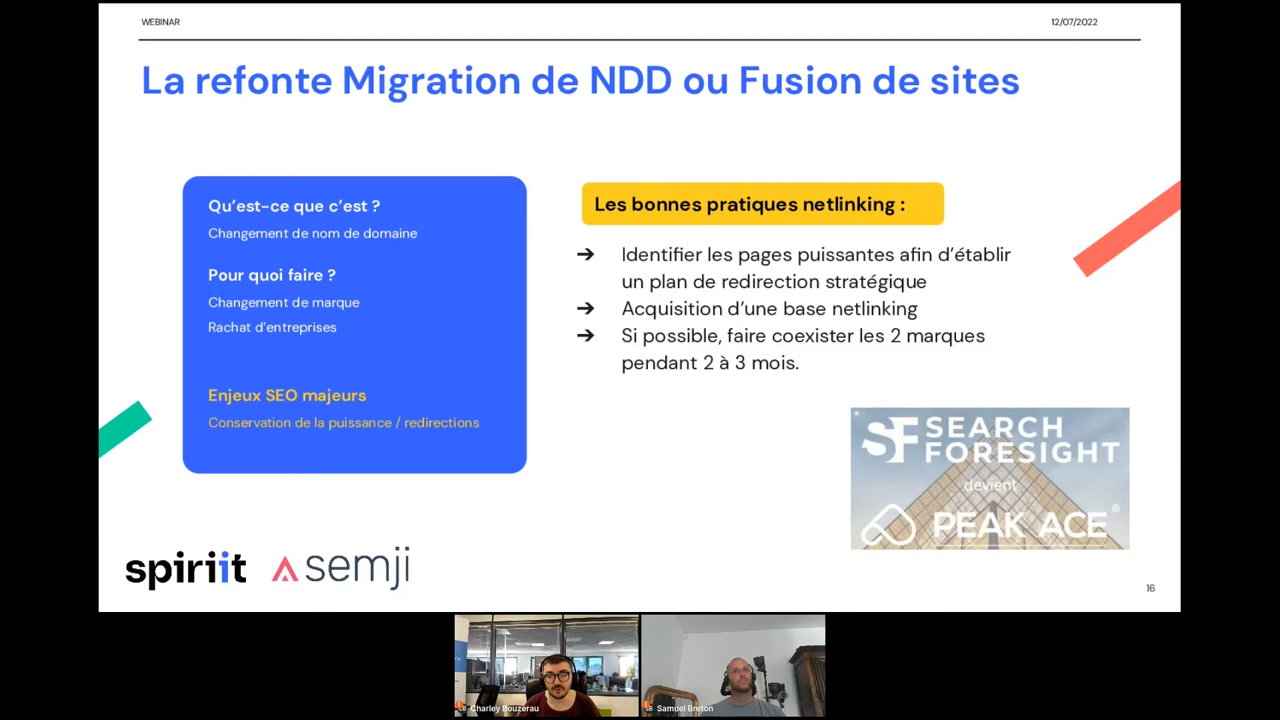 WEBINAR
12/07/2022
La refonte Migration de NDD ou Fusion de sites
Qu'est-ce que c'est ?
Changement de nom de domaine
Pour quoi faire ?
Changement de marque
Rachat d'entreprises
Enjeux SEO majeurs
Conservation de la puissance / redirections
Les bonnes pratiques netlinking :
➔ Identifier les pages puissantes afin d'établir
un plan de redirection stratégique
➔ Acquisition d'une base netlinking
➔ Si possible, faire coexister les 2 marques
pendant 2 à 3 mois.
SF SEARCH
FORESIGHT
devient
PEAK ACE®
spiriit
semji
16
Charley Bouzerau
Samuel Breton